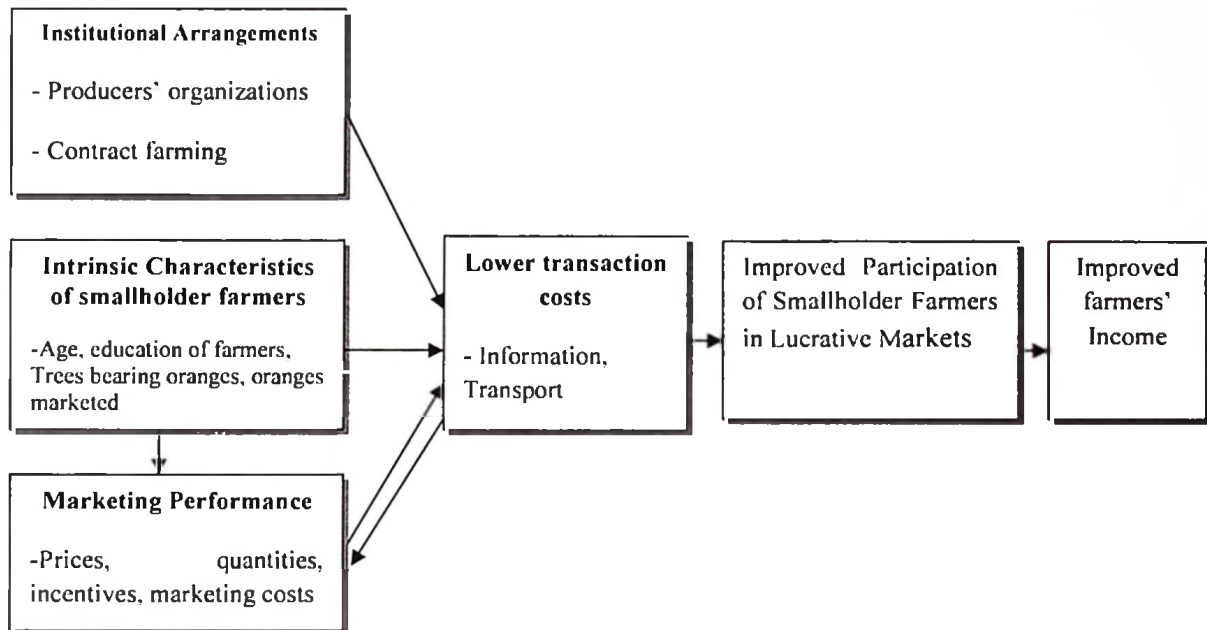 Institutional Arrangements
- Producers' organizations
- Contract farming
Intrinsic Characteristics
of smallholder farmers
-Age, education of farmers,
Trees bearing oranges, oranges
marketed
Marketing Performance
-Prices, quantities,
incentives, marketing costs
Lower transaction
costs
- Information,
Transport
Improved Participation
of Smallholder Farmers
in Lucrative Markets
Improved
farmers'
Income